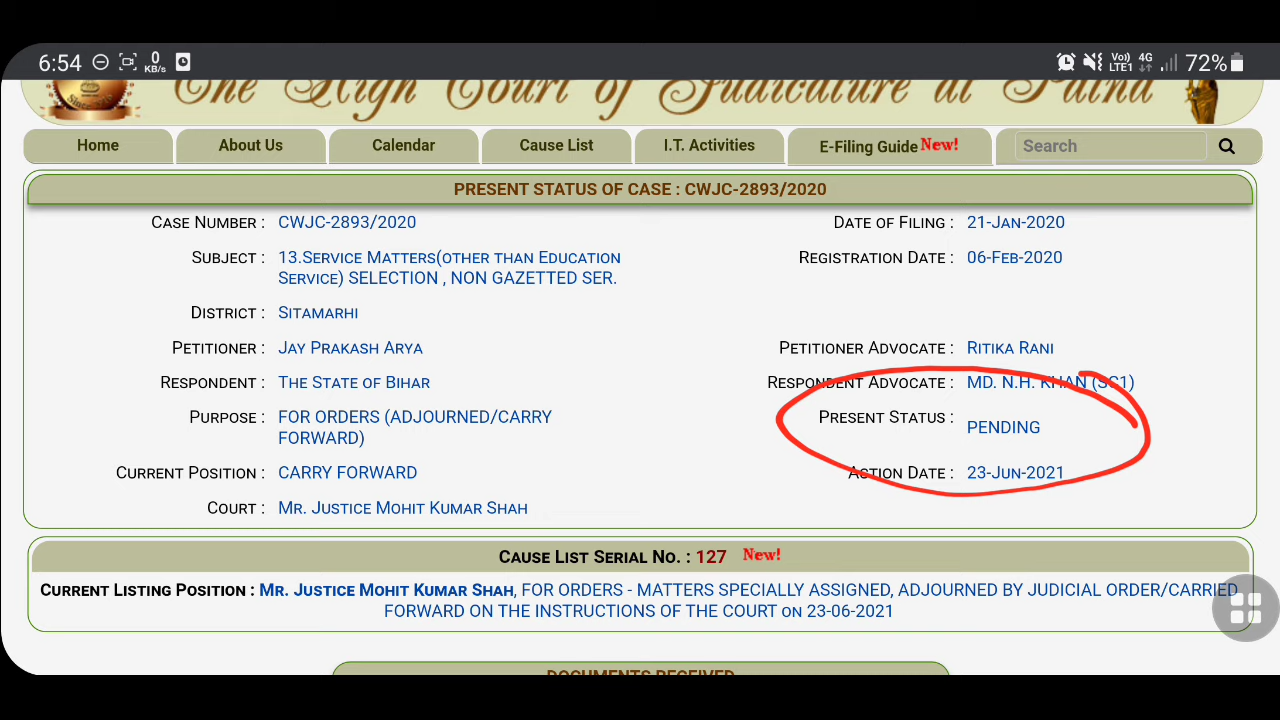 6:54 0 KB/s Vo) LTE1 4G 72%
The High Court of Judicature at Patna
Home About Us Calendar Cause List I.T. Activities E-Filing Guide New! Search
PRESENT STATUS OF CASE : CWJC-2893/2020
CASE NUMBER : CWJC-2893/2020 DATE OF FILING : 21-JAN-2020
SUBJECT : 13.SERVICE MATTERS(OTHER THAN EDUCATION REGISTRATION DATE : 06-FEB-2020
SERVICE) SELECTION , NON GAZETTED SER.
DISTRICT : SITAMARHI
PETITIONER : JAY PRAKASH ARYA PETITIONER ADVOCATE : RITIKA RANI
RESPONDENT : THE STATE OF BIHAR RESPONDENT ADVOCATE : MD. N.H. KHAN (SC1)
PURPOSE : FOR ORDERS (ADJOURNED/CARRY PRESENT STATUS :
FORWARD) PENDING
CURRENT POSITION : CARRY FORWARD ACTION DATE : 23-JUN-2021
COURT : MR. JUSTICE MOHIT KUMAR SHAH
CAUSE LIST SERIAL NO. : 127 New!
CURRENT LISTING POSITION : MR. JUSTICE MOHIT KUMAR SHAH, FOR ORDERS - MATTERS SPECIALLY ASSIGNED, ADJOURNED BY JUDICIAL ORDER/CARRIED
FORWARD ON THE INSTRUCTIONS OF THE COURT ON 23-06-2021
DOCUMENTS RECEIVED